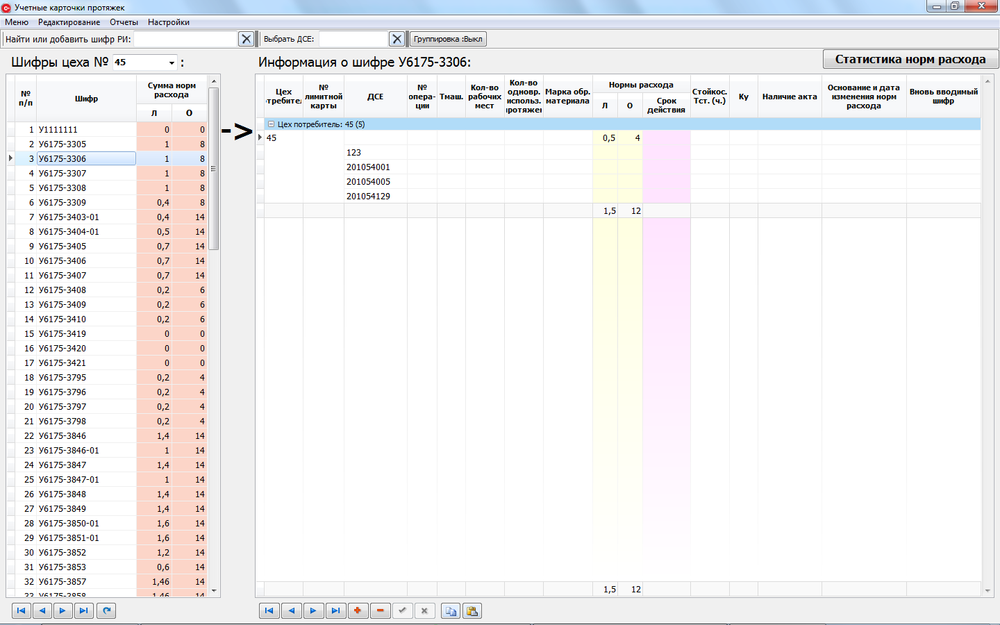 Учетные карточки протяжек
Меню Редактирование Отчеты Настройки
Найти или добавить шифр РИ: Выбрать ДСЕ: Группировка :Выкл
Шифры цеха № 45 :
Информация о шифре У6175-3306:
Статистика норм расхода
№ п/п Шифр Сумма норм расхода
Л О
1 У1111111 0 0
2 У6175-3305 1 8
3 У6175-3306 1 8
4 У6175-3307 1 8
5 У6175-3308 1 8
6 У6175-3309 0,4 8
7 У6175-3403-01 0,4 14
8 У6175-3404-01 0,5 14
9 У6175-3405 0,7 14
10 У6175-3406 0,7 14
11 У6175-3407 0,7 14
12 У6175-3408 0,2 6
13 У6175-3409 0,2 6
14 У6175-3410 0,2 6
15 У6175-3419 0 0
16 У6175-3420 0 0
17 У6175-3421 0 0
18 У6175-3795 0,2 4
19 У6175-3796 0,2 4
20 У6175-3797 0,2 4
21 У6175-3798 0,2 4
22 У6175-3846 1,4 14
23 У6175-3846-01 1 14
24 У6175-3847 1,4 14
25 У6175-3847-01 1 14
26 У6175-3848 1,4 14
27 У6175-3849 1,4 14
28 У6175-3850-01 1,6 14
29 У6175-3851-01 1,6 14
30 У6175-3852 1,2 14
31 У6175-3853 0,6 14
32 У6175-3857 1,46 14
33 У6175-3858 1,46 14
->
Цех
отребител
№
лимитной
карты
ДСЕ
№
опера-
ции
Тмаш.
Кол-во
рабочих
мест
Кол-во
одновр.
использ.
протяжек
Марка обр.
материала
Нормы расхода
Л О Срок
действия
Стойкос.
Тст. (ч.)
Ку
Наличие акта
Основание и дата
изменения норм
расхода
Вновь вводимый
шифр
Цех потребитель: 45 (5)
45 0,5 4
123
201054001
201054005
201054129
1,5 12
1,5 12